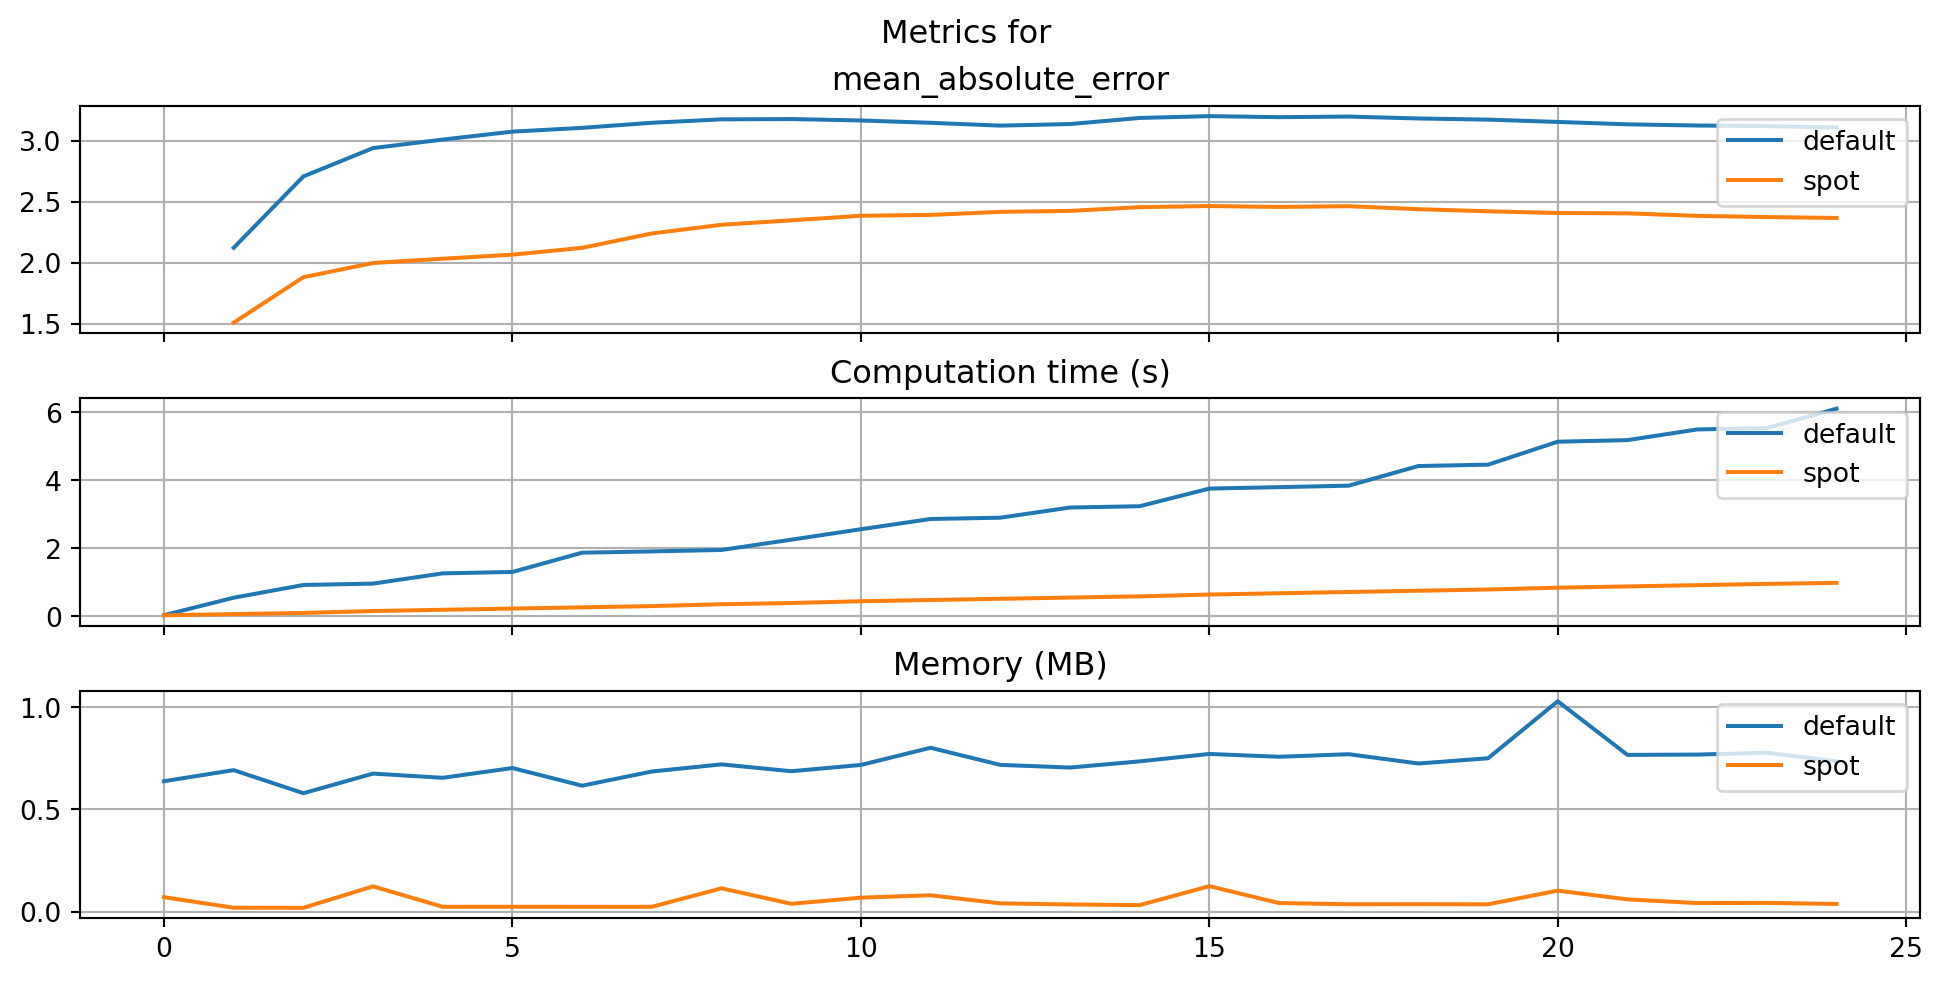 Metrics for
mean_absolute_error
3.0
2.5
2.0
1.5
default
spot
Computation time (s)
6
4
2
0
default
spot
Memory (MB)
1.0
0.5
0.0
default
spot
0 5 10 15 20 25